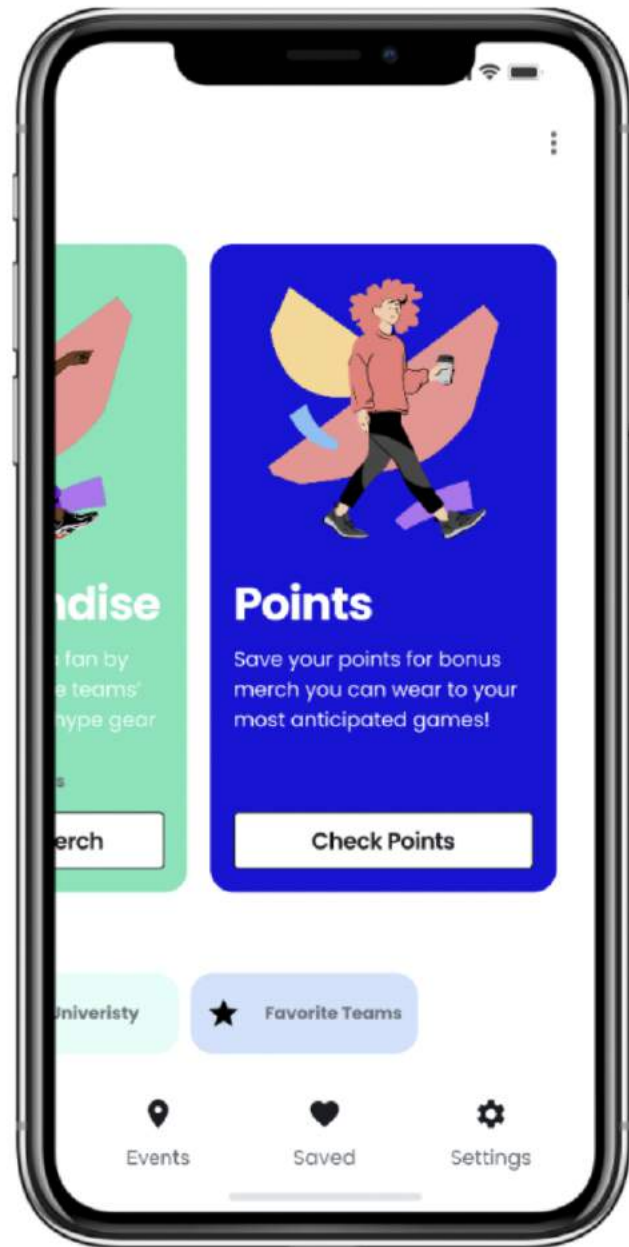 ndise
fan by
e teams'
hype gear
s
erch
Points
Save your points for bonus
merch you can wear to your
most anticipated games!
Check Points
Univeristy
Favorite Teams
Events
Saved
Settings